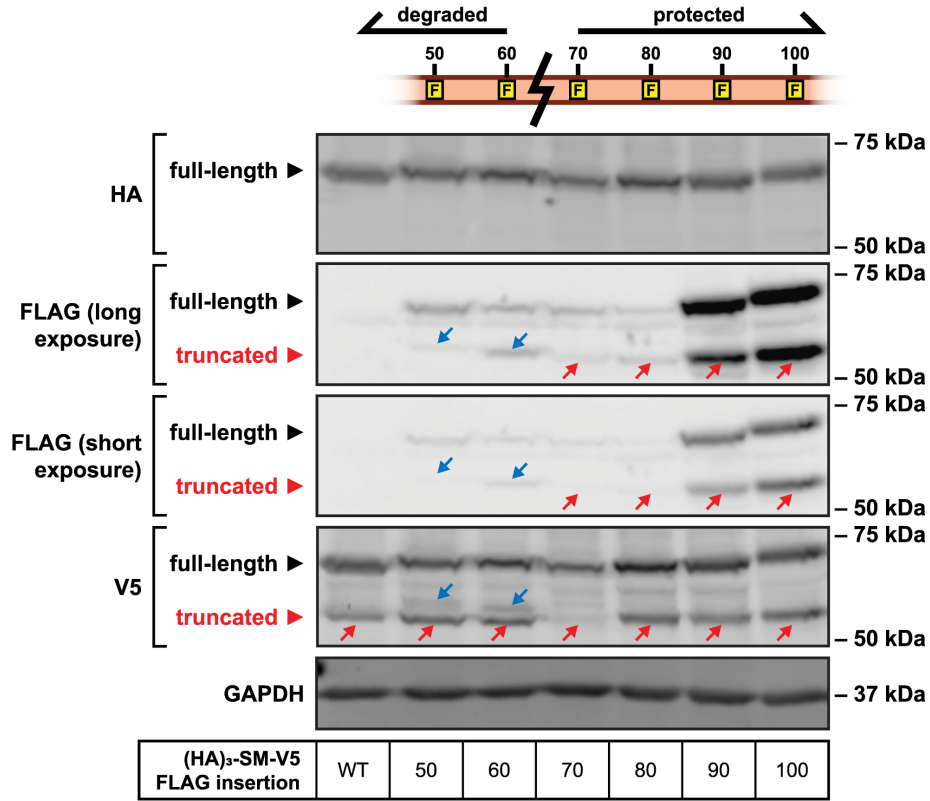 degraded protected
50 60 70 80 90 100
F F F F F F
HA full-length ► – 75 kDa
– 50 kDa
FLAG (long exposure) full-length ► – 75 kDa
truncated ► – 50 kDa
FLAG (short exposure) full-length ► – 75 kDa
truncated ► – 50 kDa
V5 full-length ► – 75 kDa
truncated ► – 50 kDa
GAPDH – 37 kDa
(HA)₃-SM-V5
FLAG insertion WT 50 60 70 80 90 100